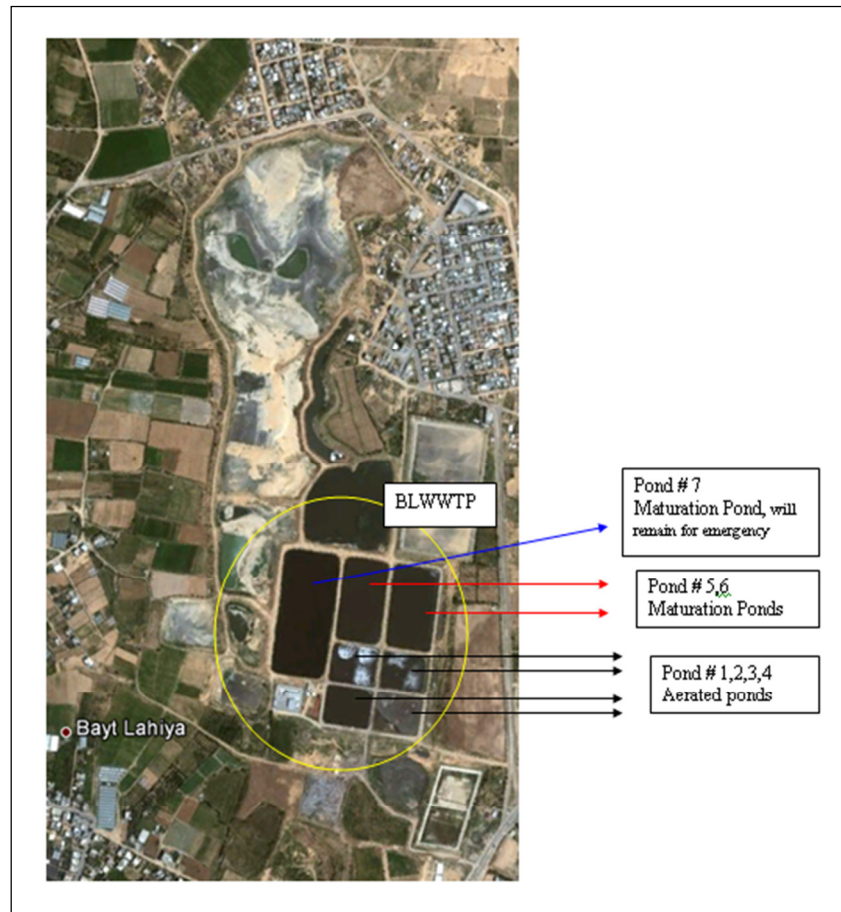 BLWWTP
Pond # 7
Maturation Pond, will
remain for emergency
Pond # 5,6
Maturation Ponds
Pond # 1,2,3,4
Aerated ponds
Bayt Lahiya